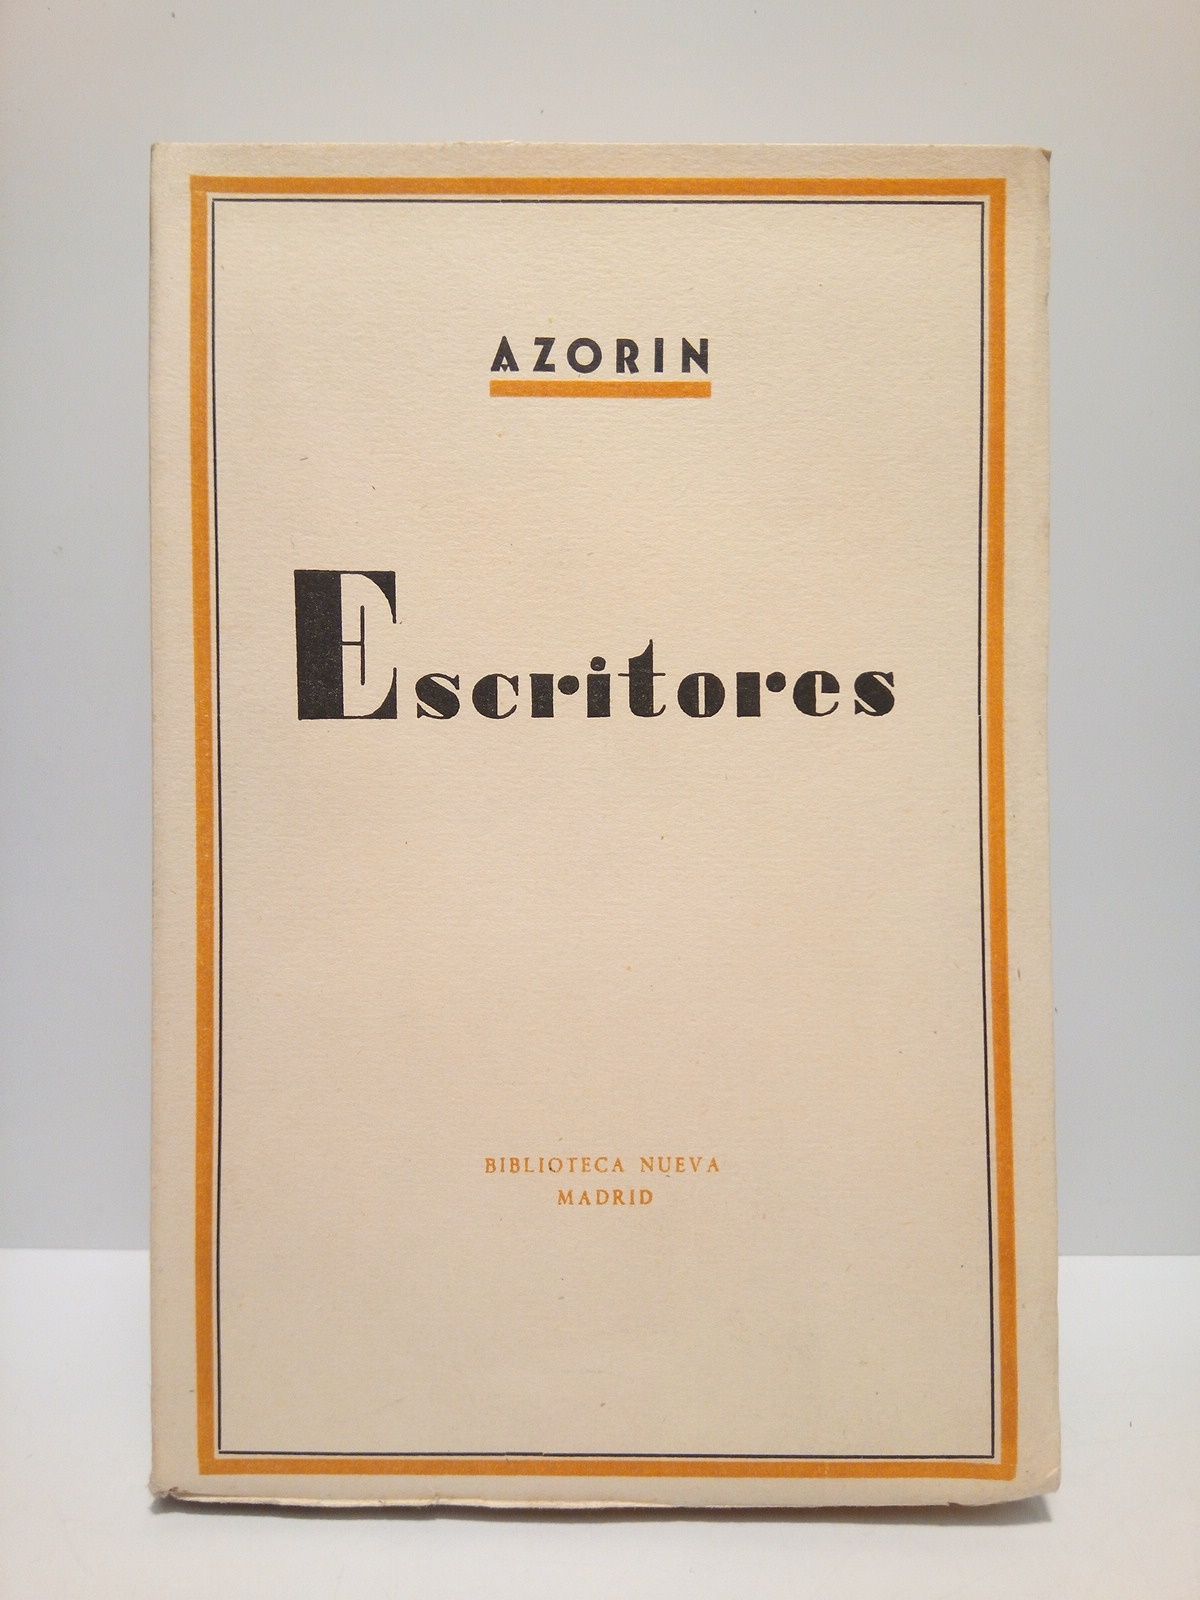 AZORIN
Escritores
BIBLIOTECA NUEVA
MADRID